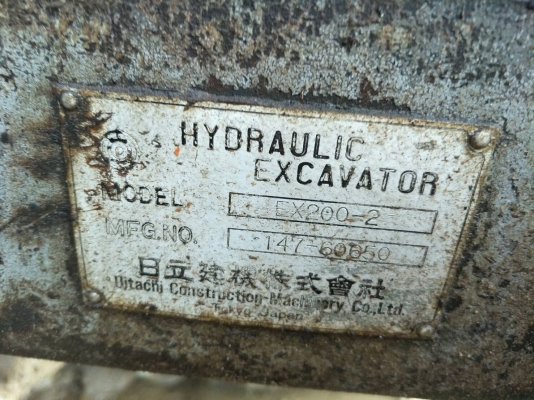 HYDRAULIC
EXCAVATOR
MODEL EX200-2
MFG.NO. 147-60850
日立建機株式會社
Hitachi Construction Machinery Co., Ltd.
Tokyo Japan